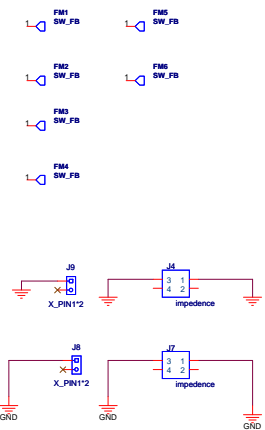 FM1
1 SW_FB
FM5
1 SW_FB
FM2
1 SW_FB
FM6
1 SW_FB
FM3
1 SW_FB
FM4
1 SW_FB
J9
X_PIN1*2
J4
3 1
4 2
impedence
J8
X_PIN1*2
GND
J7
3 1
4 2
impedence
GND
GND